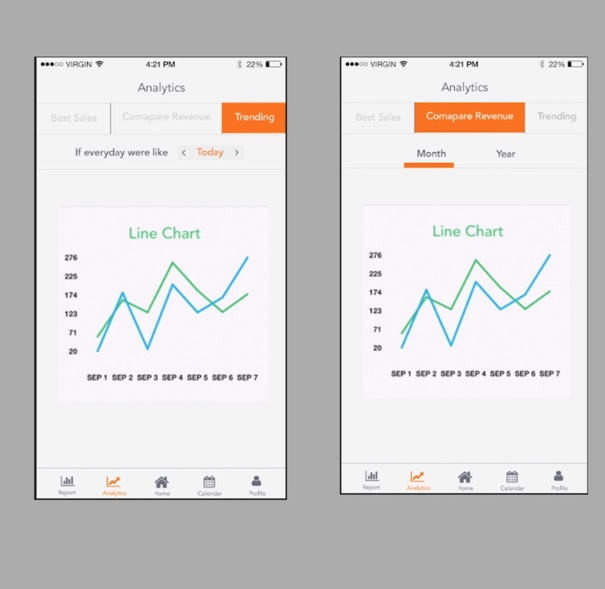 VIRGIN 4:21 PM 22%
Analytics
Best Sales Comapare Revenue Trending
If everyday were like < Today >
Line Chart
276
225
174
123
71
20
SEP 1 SEP 2 SEP 3 SEP 4 SEP 5 SEP 6 SEP 7
Report Analytics Home Calendar Profile
VIRGIN 4:21 PM 22%
Analytics
Best Sales Comapare Revenue Trending
Month Year
Line Chart
276
225
174
123
71
20
SEP 1 SEP 2 SEP 3 SEP 4 SEP 5 SEP 6 SEP 7
Report Analytics Home Calendar Profile